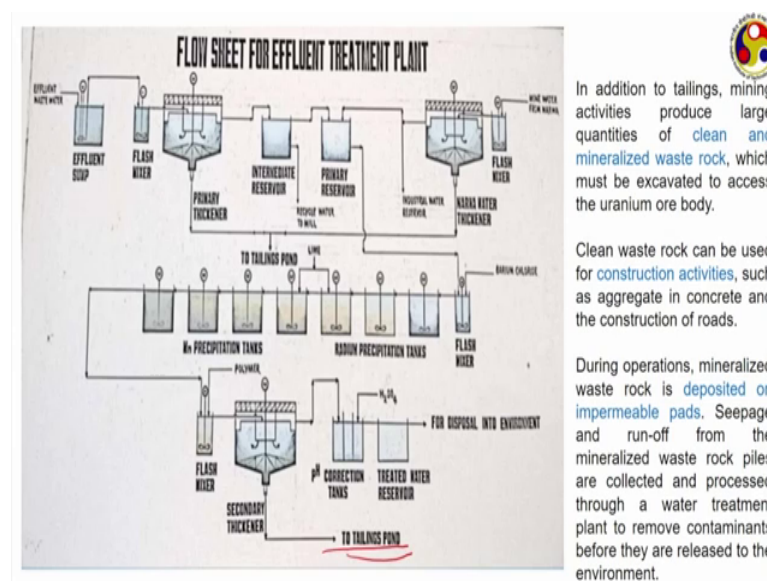 FLOW SHEET FOR EFFLUENT TREATMENT PLANT
EFFLUENT
WASTE WATER
EFFLUENT
SUMP
FLASH
MIXER
PRIMARY
THICKENER
INTERMEDIATE
RESERVOIR
RECYCLE WATER
TO MILL
PRIMARY
RESERVOIR
INDUSTRIAL WATER
RESERVOIR
NARWA WATER
THICKENER
FLASH
MIXER
MINE WATER
FROM NARWA
TO TAILINGS POND
LIME
BARIUM CHLORIDE
Mn PRECIPITATION TANKS
RADIUM PRECIPITATION TANKS
FLASH
MIXER
POLYMER
H₂SO₄
FOR DISPOSAL INTO ENVIRONMENT
FLASH
MIXER
SECONDARY
THICKENER
pH CORRECTION
TANKS
TREATED WATER
RESERVOIR
TO TAILINGS POND
In addition to tailings, mining
activities produce large
quantities of clean and
mineralized waste rock, which
must be excavated to access
the uranium ore body.
Clean waste rock can be used
for construction activities, such
as aggregate in concrete and
the construction of roads.
During operations, mineralized
waste rock is deposited on
impermeable pads. Seepage
and run-off from the
mineralized waste rock piles
are collected and processed
through a water treatment
plant to remove contaminants
before they are released to the
environment.